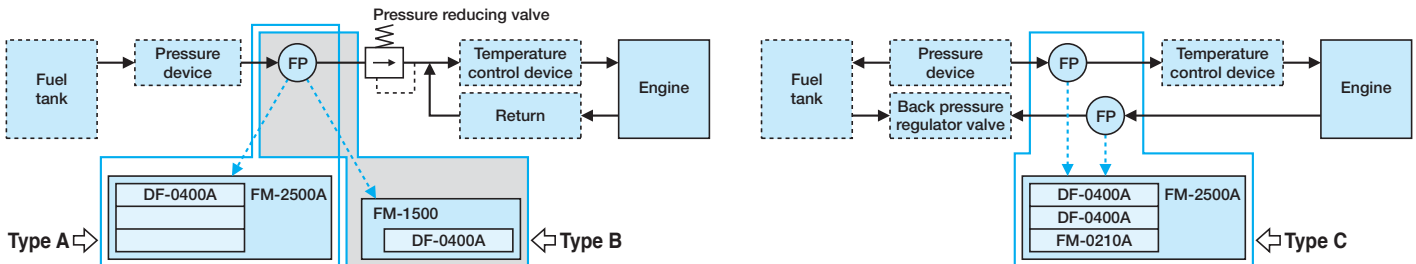 Pressure reducing valve
Fuel
tank
Pressure
device
FP
Temperature
control device
Return
Engine
DF-0400A
FM-2500A
FM-1500
DF-0400A
Type A
Type B
Fuel
tank
Pressure
device
FP
Temperature
control device
Back pressure
regulator valve
FP
Engine
DF-0400A
FM-2500A
DF-0400A
FM-0210A
Type C